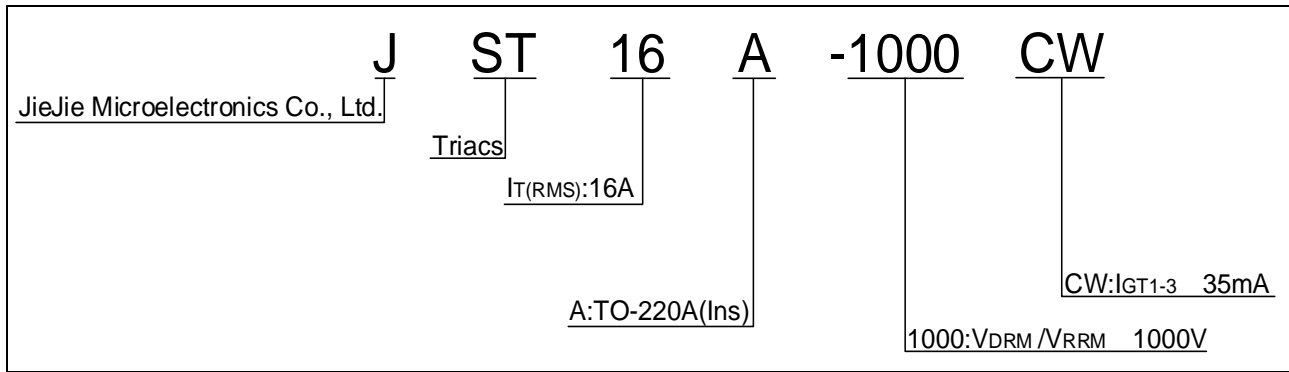 J ST 16 A -1000 CW
JieJie Microelectronics Co., Ltd.
Triacs
IT(RMS):16A
CW:IGT1-3 35mA
A:TO-220A(Ins)
1000:VDRM /VRRM 1000V